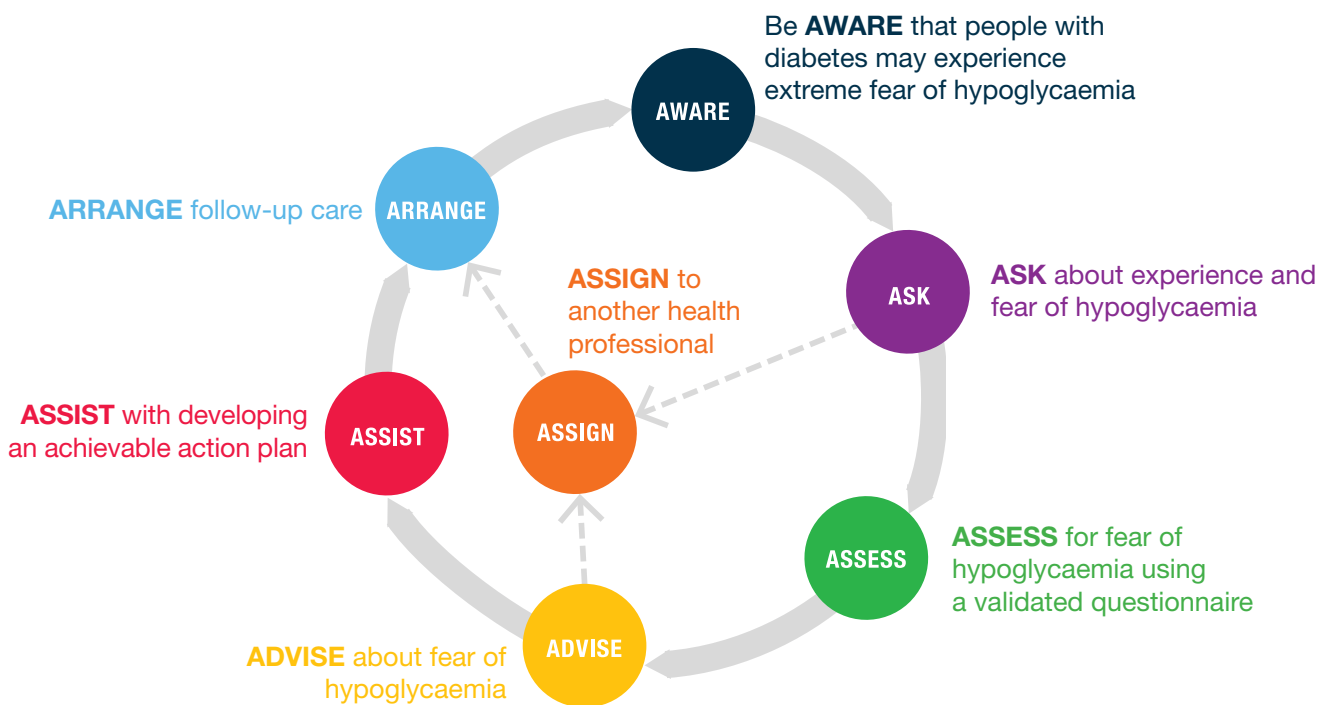 Be AWARE that people with
diabetes may experience
extreme fear of hypoglycaemia
AWARE
ARRANGE follow-up care
ARRANGE
ASSIGN to
another health
professional
ASK
ASK about experience and
fear of hypoglycaemia
ASSIST with developing
an achievable action plan
ASSIST
ASSIGN
ASSESS
ASSESS for fear of
hypoglycaemia using
a validated questionnaire
ADVISE about fear of
hypoglycaemia
ADVISE